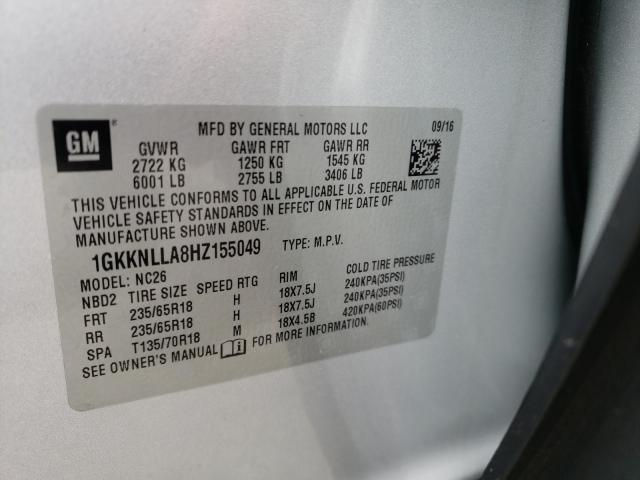 GM ®
MFD BY GENERAL MOTORS LLC 09/16
GVWR GAWR FRT GAWR RR
2722 KG 1250 KG 1545 KG
6001 LB 2755 LB 3406 LB
THIS VEHICLE CONFORMS TO ALL APPLICABLE U.S. FEDERAL MOTOR
VEHICLE SAFETY STANDARDS IN EFFECT ON THE DATE OF
MANUFACTURE SHOWN ABOVE.
1GKKNLLA8HZ155049 TYPE: M.P.V.
MODEL: NC26
NBD2 TIRE SIZE SPEED RTG RIM COLD TIRE PRESSURE
FRT 235/65R18 H 18X7.5J 240KPA(35PSI)
RR 235/65R18 H 18X7.5J 240KPA(35PSI)
SPA T135/70R18 M 18X4.5B 420KPA(60PSI)
SEE OWNER'S MANUAL FOR MORE INFORMATION.